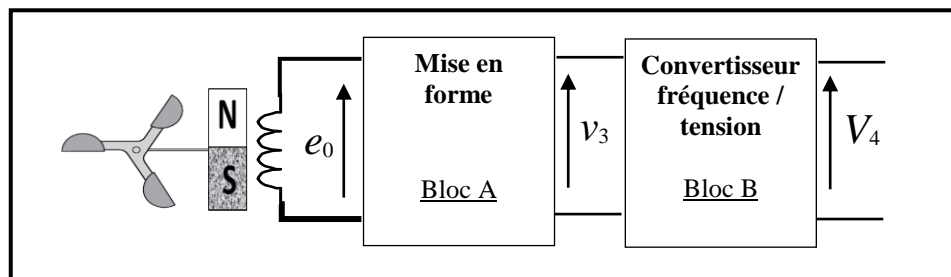 N
S
e0
Mise en
forme
Bloc A
v3
Convertisseur
fréquence /
tension
Bloc B
V4